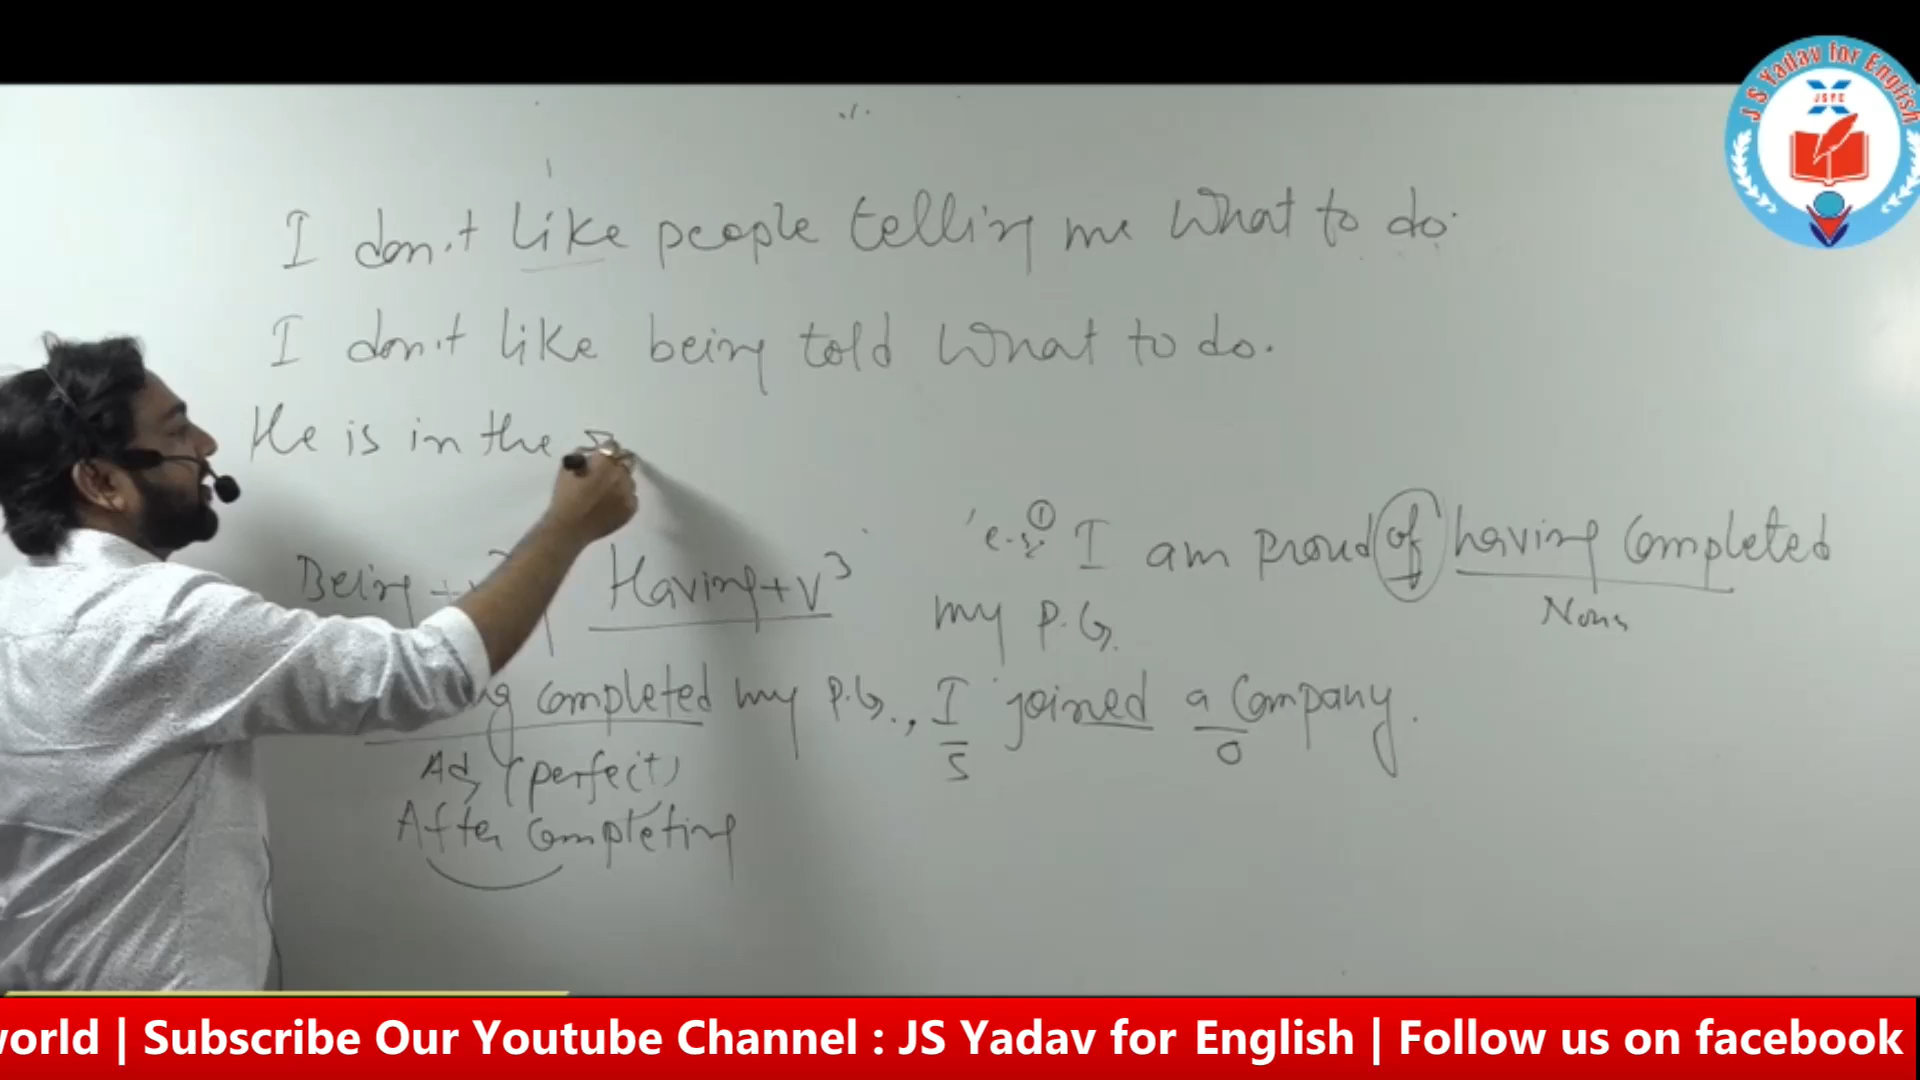 J S Yadav for English
JSYC
I don't like people telling me what to do.
I don't like being told what to do.
He is in the
Being + Having + V³
e.g. ① I am proud of having completed
Noun
my P.G.
completed my P.G., I joined a company.
S O
Adj (perfect)
After completing
world | Subscribe Our Youtube Channel : JS Yadav for English | Follow us on facebook